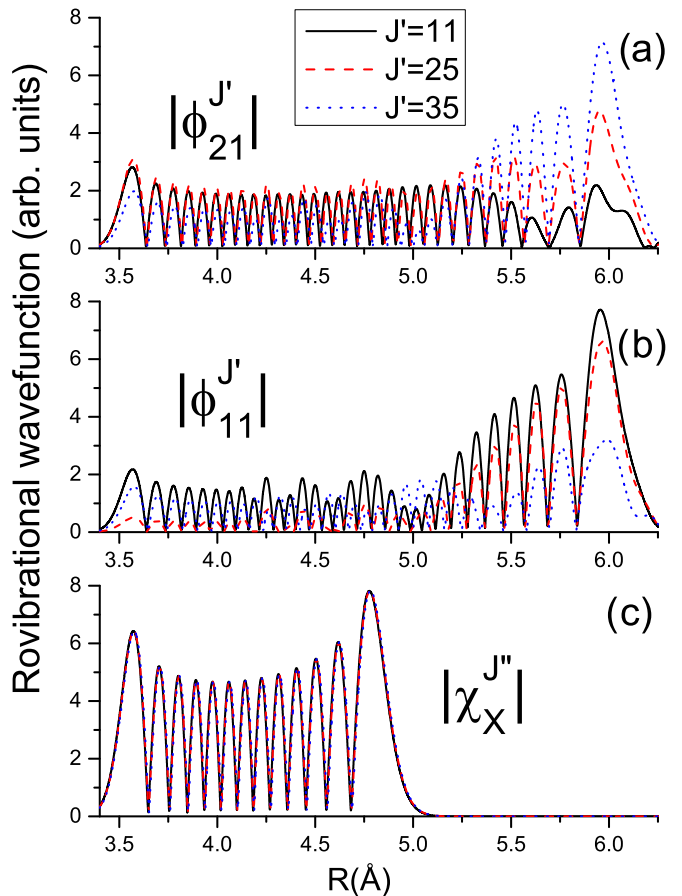 Rovibrational wavefunction (arb. units)
J'=11
J'=25
J'=35
(a)
|ϕ₂₁^J'|
8
6
4
2
0
3.5 4.0 4.5 5.0 5.5 6.0
(b)
|ϕ₁₁^J'|
8
6
4
2
0
3.5 4.0 4.5 5.0 5.5 6.0
(c)
|χ_X^J"|
8
6
4
2
0
3.5 4.0 4.5 5.0 5.5 6.0
R(Å)